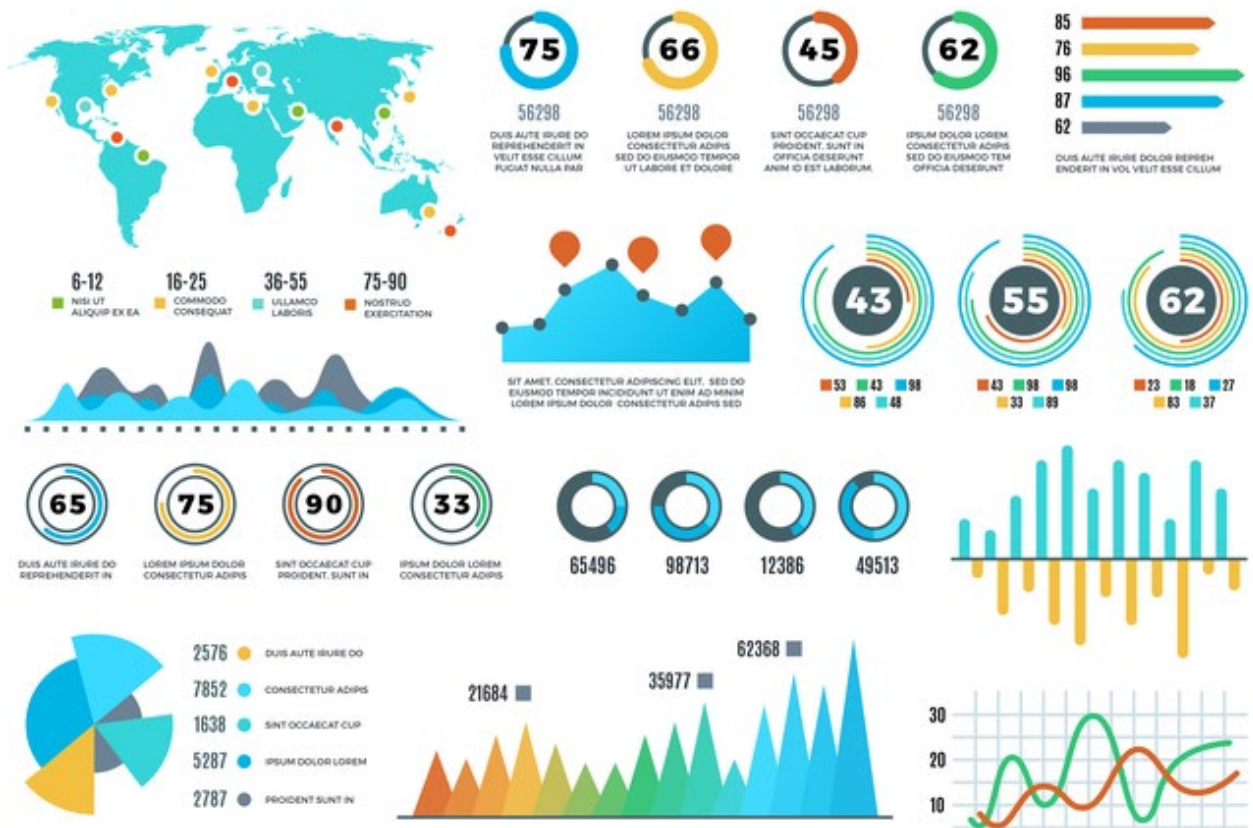 75
66
45
62
56298
56298
56298
56298
DUIS AUTE IRURE DO
REPREHENDERIT IN
VELIT ESSE CILLUM
FUGIAT NULLA PAR
LOREM IPSUM DOLOR
CONSECTETUR ADIPIS
SED DO EIUSMOD TEMPOR
UT LABORE ET DOLORE
SINT OCCAECAT CUP
PROIDENT, SUNT IN
OFFICIA DESERUNT
ANIM ID EST LABORUM.
IPSUM DOLOR LOREM
CONSECTETUR ADIPIS
SED DO EIUSMOD TEM
OFFICIA DESERUNT
85
76
96
87
62
DUIS AUTE IRURE DOLOR REPREH
ENDERIT IN VOL VELIT ESSE CILLUM
6-12
NISI UT
ALIQUIP EX EA
16-25
COMMODO
CONSEQUAT
36-55
ULLAMCO
LABORIS
75-90
NOSTRUD
EXERCITATION
SIT AMET, CONSECTETUR ADIPISCING ELIT, SED DO
EIUSMOD TEMPOR INCIDIDUNT UT ENIM AD MINIM
LOREM IPSUM DOLOR CONSECTETUR ADIPIS SED
43
53 43 98
86 48
55
43 98 98
33 89
62
23 18 27
83 37
65
DUIS AUTE IRURE DO
REPREHENDERIT IN
75
LOREM IPSUM DOLOR
CONSECTETUR ADIPIS
90
SINT OCCAECAT CUP
PROIDENT, SUNT IN
33
IPSUM DOLOR LOREM
CONSECTETUR ADIPIS
65496
98713
12386
49513
2576 DUIS AUTE IRURE DO
7852 CONSECTETUR ADIPIS
1638 SINT OCCAECAT CUP
5287 IPSUM DOLOR LOREM
2787 PROIDENT SUNT IN
21684
35977
62368
30
20
10